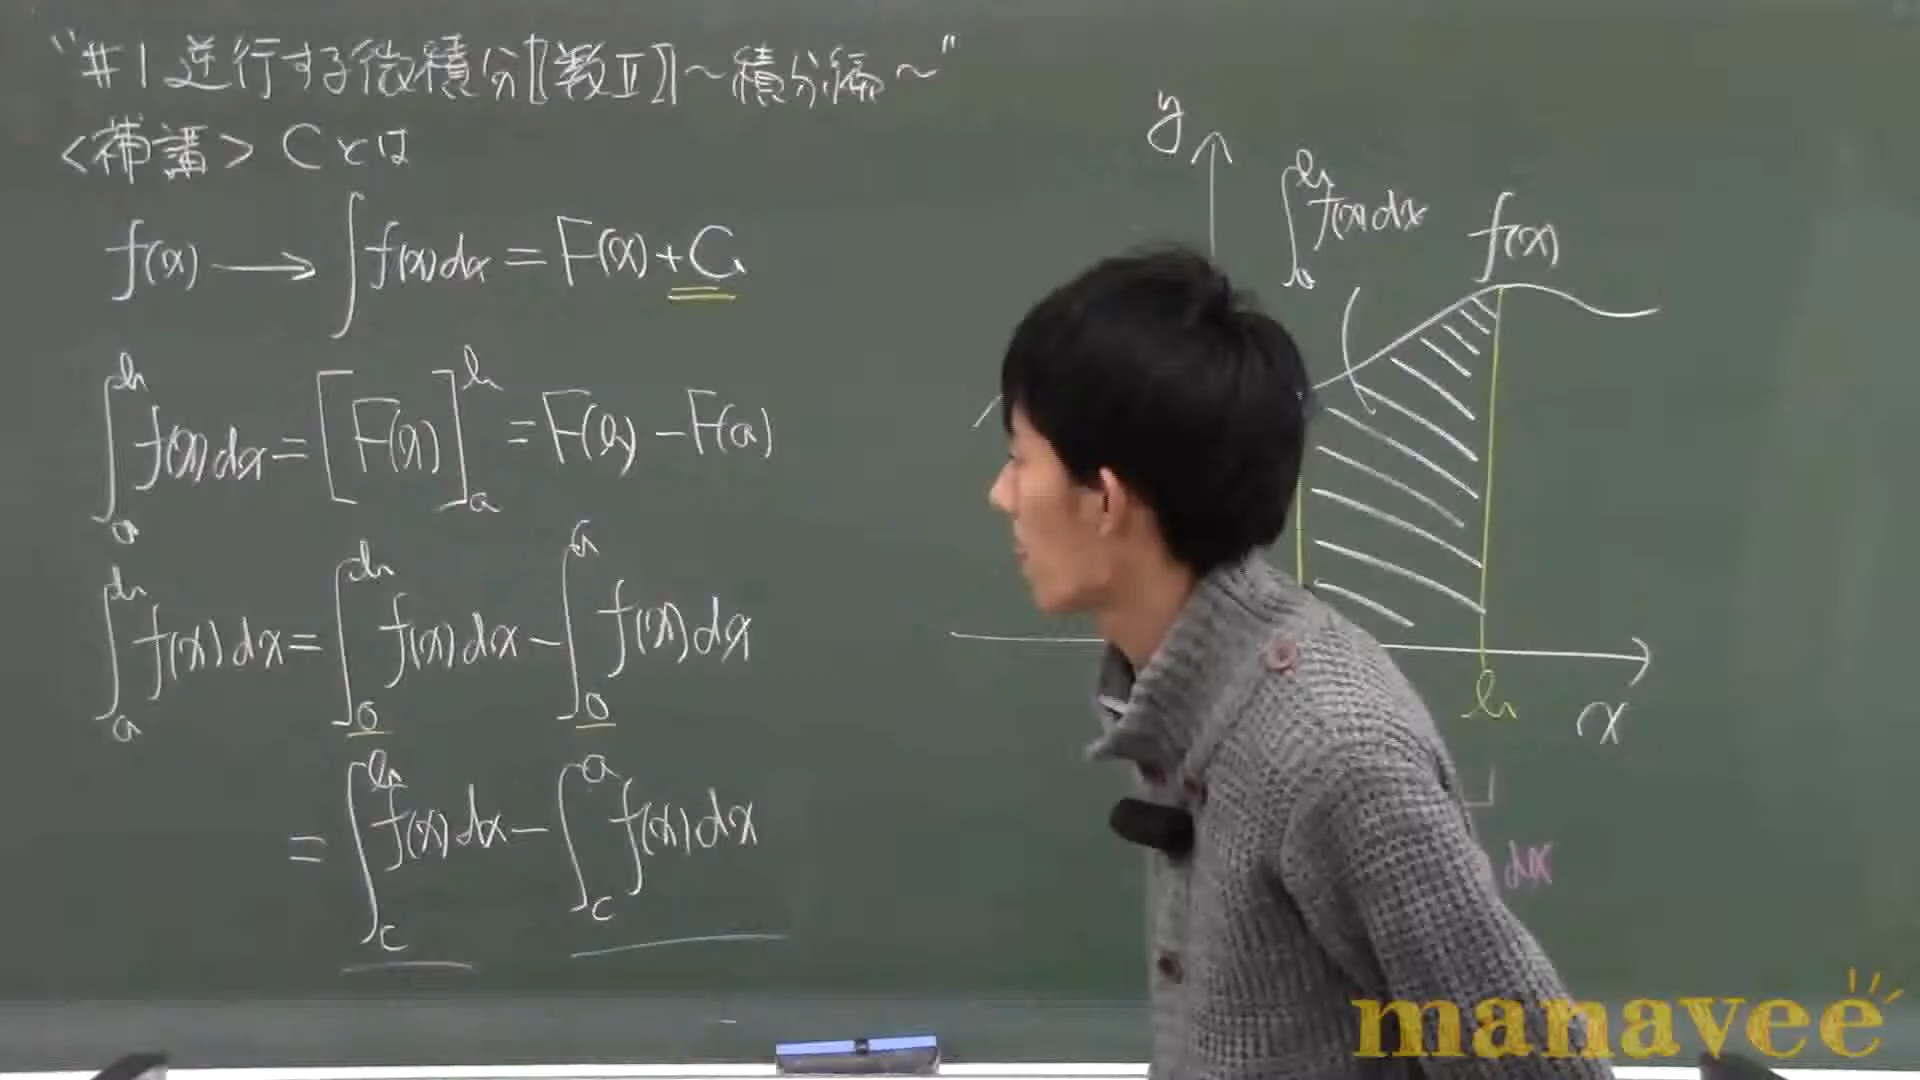 "#1 逆行する微積分【数Ⅱ】〜積分編〜"
<補講> Cとは
f(x) ⟶ ∫f(x)dx = F(x)+C
∫_a^b f(x)dx = [F(x)]_a^b = F(b) − F(a)
∫_a^b f(x)dx = ∫_0^b f(x)dx − ∫_0^a f(x)dx
= ∫_c^b f(x)dx − ∫_c^a f(x)dx
y
∫_a^b f(x)dx
f(x)
b
x
dx
manavee